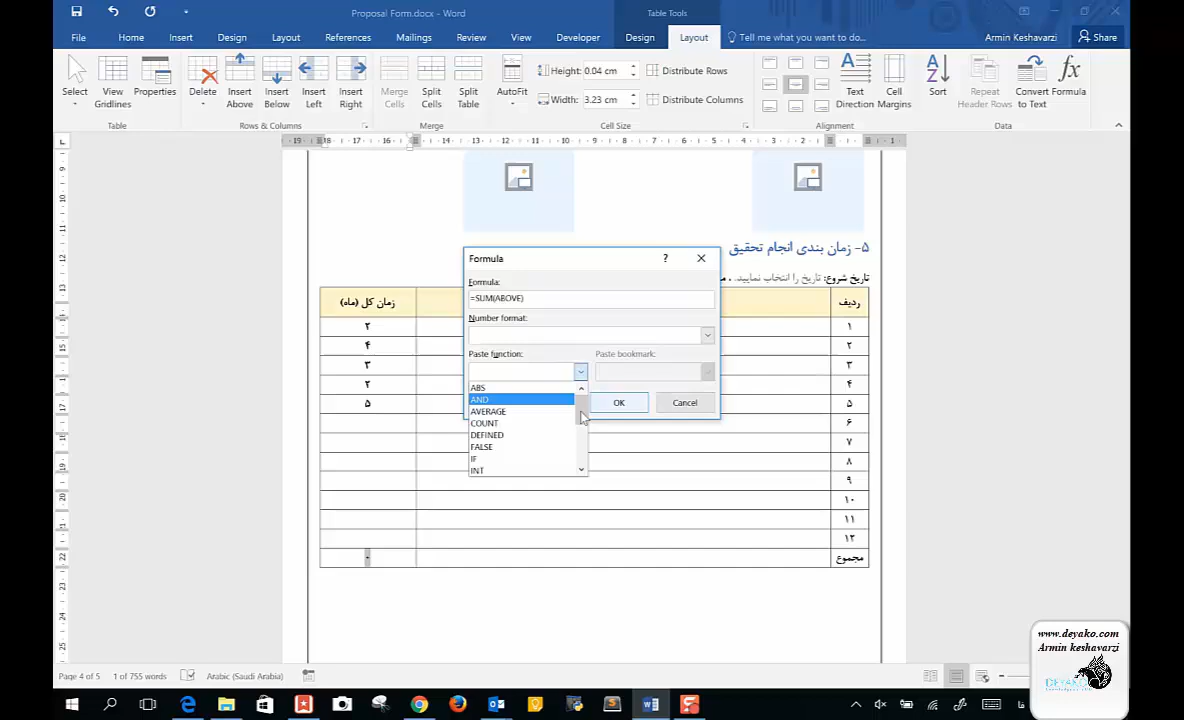 Proposal Form.docx - Word
Table Tools
File
Home
Insert
Design
Layout
References
Mailings
Review
View
Developer
Design
Layout
Tell me what you want to do...
Armin Keshavarzi
Share
Select
View Gridlines
Properties
Delete
Insert Above
Insert Below
Insert Left
Insert Right
Merge Cells
Split Cells
Split Table
AutoFit
Height: 0.04 cm
Width: 3.23 cm
Distribute Rows
Distribute Columns
Text Direction
Cell Margins
Sort
Repeat Header Rows
Convert to Text
Formula
Table
Rows & Columns
Merge
Cell Size
Alignment
Data
۵- زمان بندی انجام تحقیق
تاریخ شروع: تاریخ را انتخاب نمایید. .
ردیف
زمان کل (ماه)
۱ ۲
۲ ۴
۳ ۳
۴ ۲
۵ ۵
۶
۷
۸
۹
۱۰
۱۱
۱۲
مجموع
Formula
?
Formula:
=SUM(ABOVE)
Number format:
Paste function:
Paste bookmark:
ABS
AND
AVERAGE
COUNT
DEFINED
FALSE
IF
INT
OK
Cancel
Page 4 of 5
1 of 755 words
Arabic (Saudi Arabia)
www.deyako.com
Armin keshavarzi
DEYAKO